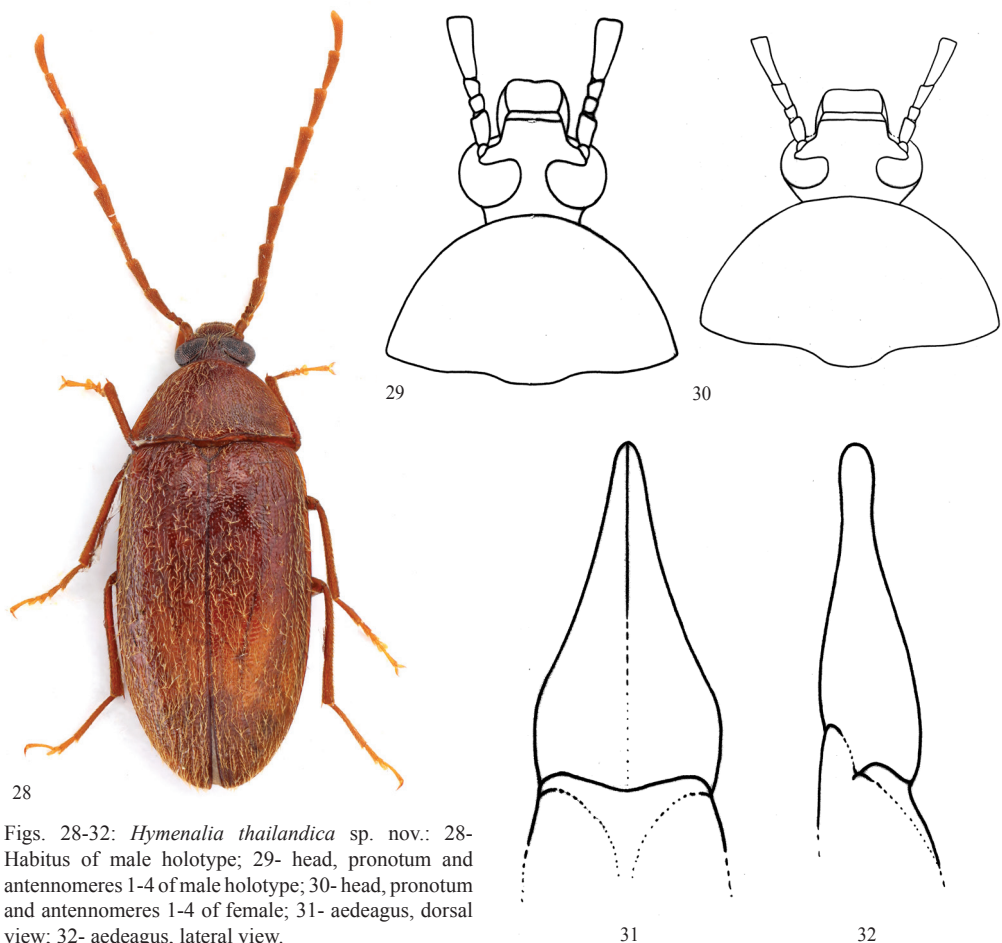 29
30
28
Figs. 28-32: Hymenalia thailandica sp. nov.: 28-
Habitus of male holotype; 29- head, pronotum and
antennomeres 1-4 of male holotype; 30- head, pronotum
and antennomeres 1-4 of female; 31- aedeagus, dorsal
view; 32- aedeagus, lateral view.
31
32